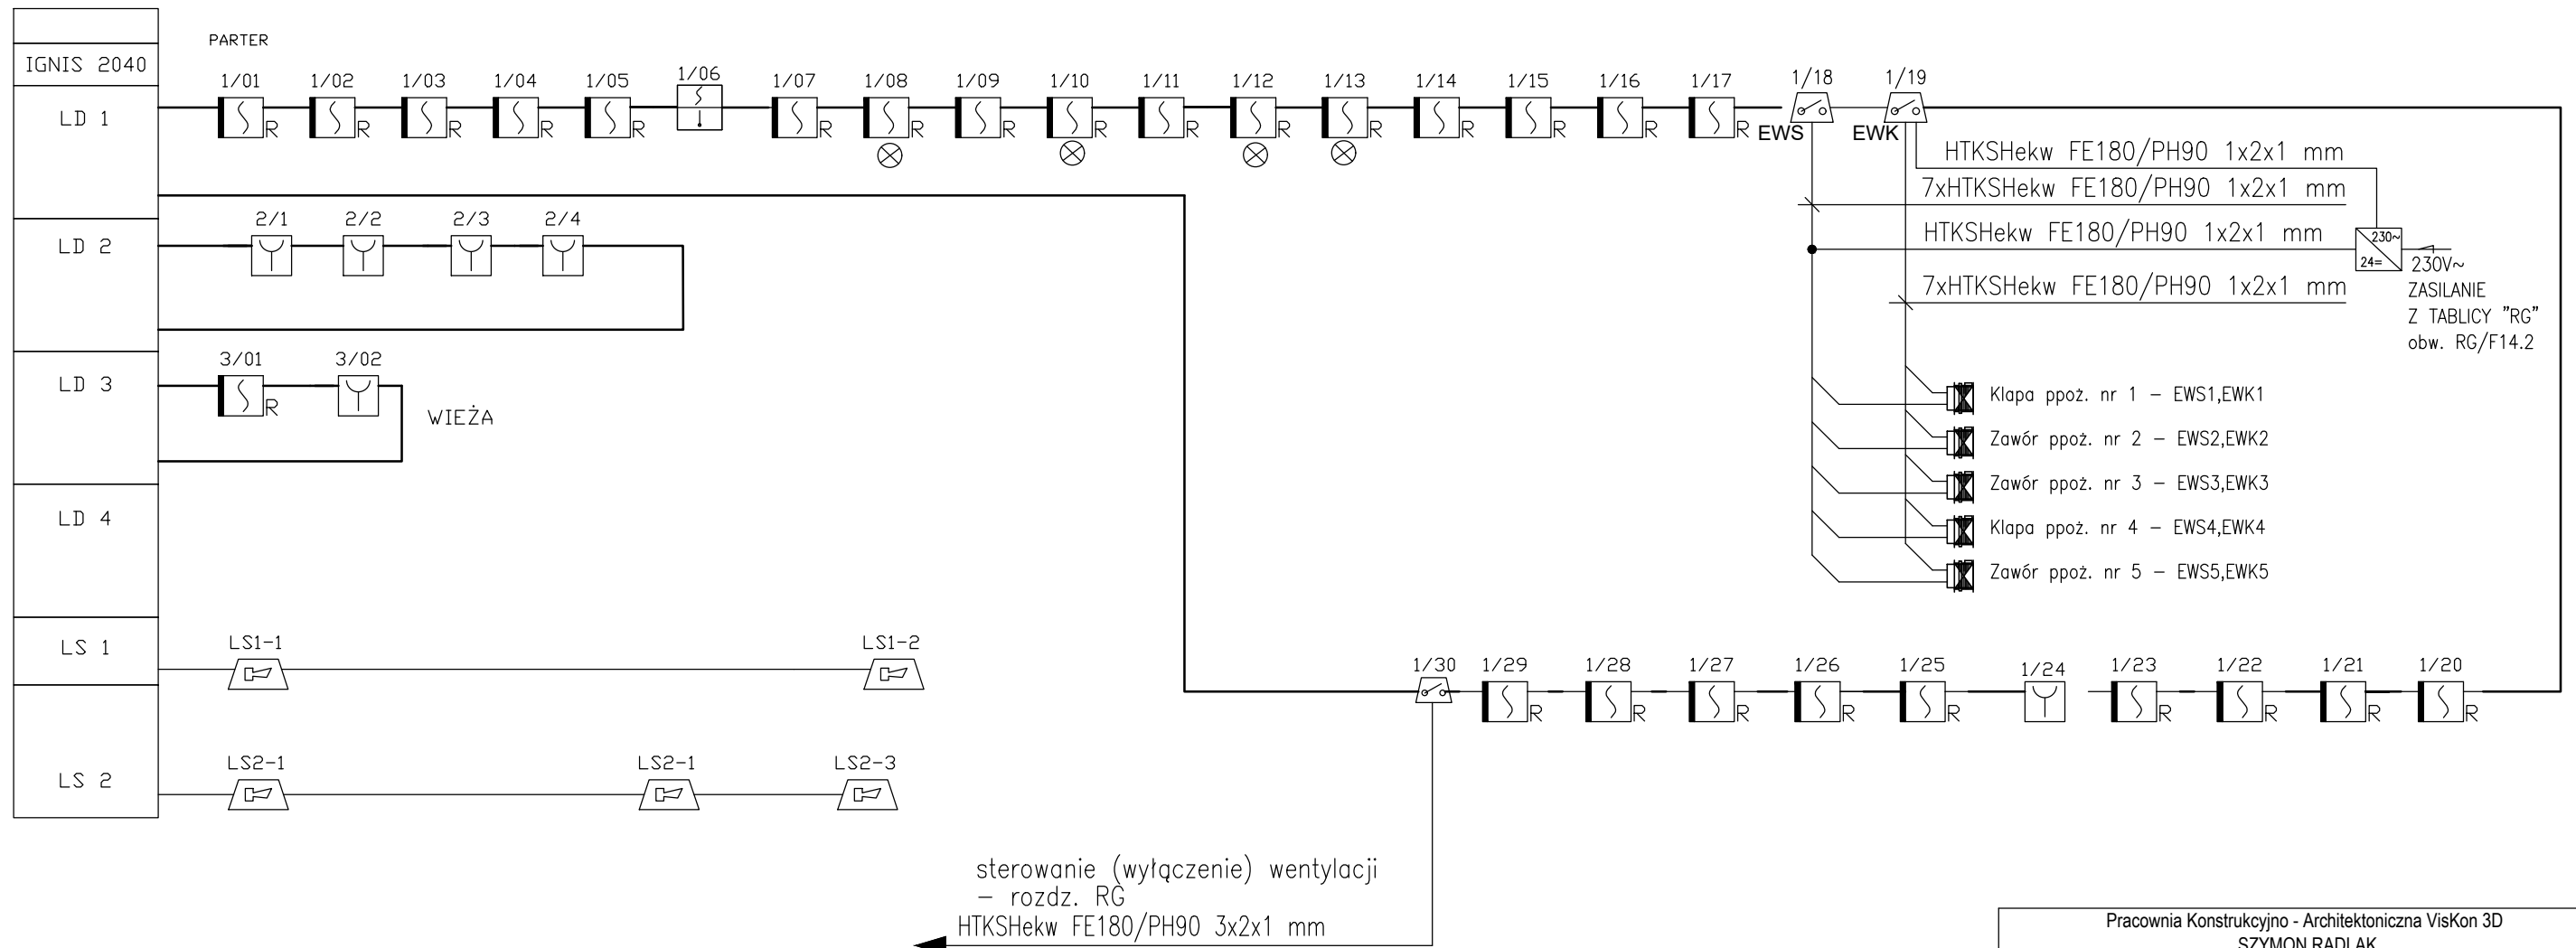 PARTER
IGNIS 2040
1/01 1/02 1/03 1/04 1/05 1/06 1/07 1/08 1/09 1/10 1/11 1/12 1/13 1/14 1/15 1/16 1/17 1/18 1/19
LD 1
R R R R R R R R R R R R R R R R EWS EWK
HTKSHekw FE180/PH90 1x2x1 mm
7xHTKSHekw FE180/PH90 1x2x1 mm
2/1 2/2 2/3 2/4
LD 2
HTKSHekw FE180/PH90 1x2x1 mm
230~
24=
230V~
ZASILANIE
Z TABLICY "RG"
obw. RG/F14.2
7xHTKSHekw FE180/PH90 1x2x1 mm
3/01 3/02
LD 3
R
WIEŻA
Klapa ppoż. nr 1 – EWS1,EWK1
Zawór ppoż. nr 2 – EWS2,EWK2
Zawór ppoż. nr 3 – EWS3,EWK3
Klapa ppoż. nr 4 – EWS4,EWK4
Zawór ppoż. nr 5 – EWS5,EWK5
LD 4
LS 1
LS1-1 LS1-2
1/30 1/29 1/28 1/27 1/26 1/25 1/24 1/23 1/22 1/21 1/20
R R R R R R R R R
LS2-1 LS2-1 LS2-3
LS 2
sterowanie (wyłączenie) wentylacji
– rozdz. RG
HTKSHekw FE180/PH90 3x2x1 mm
Pracownia Konstrukcyjno - Architektoniczna VisKon 3D
SZYMON RADLAK